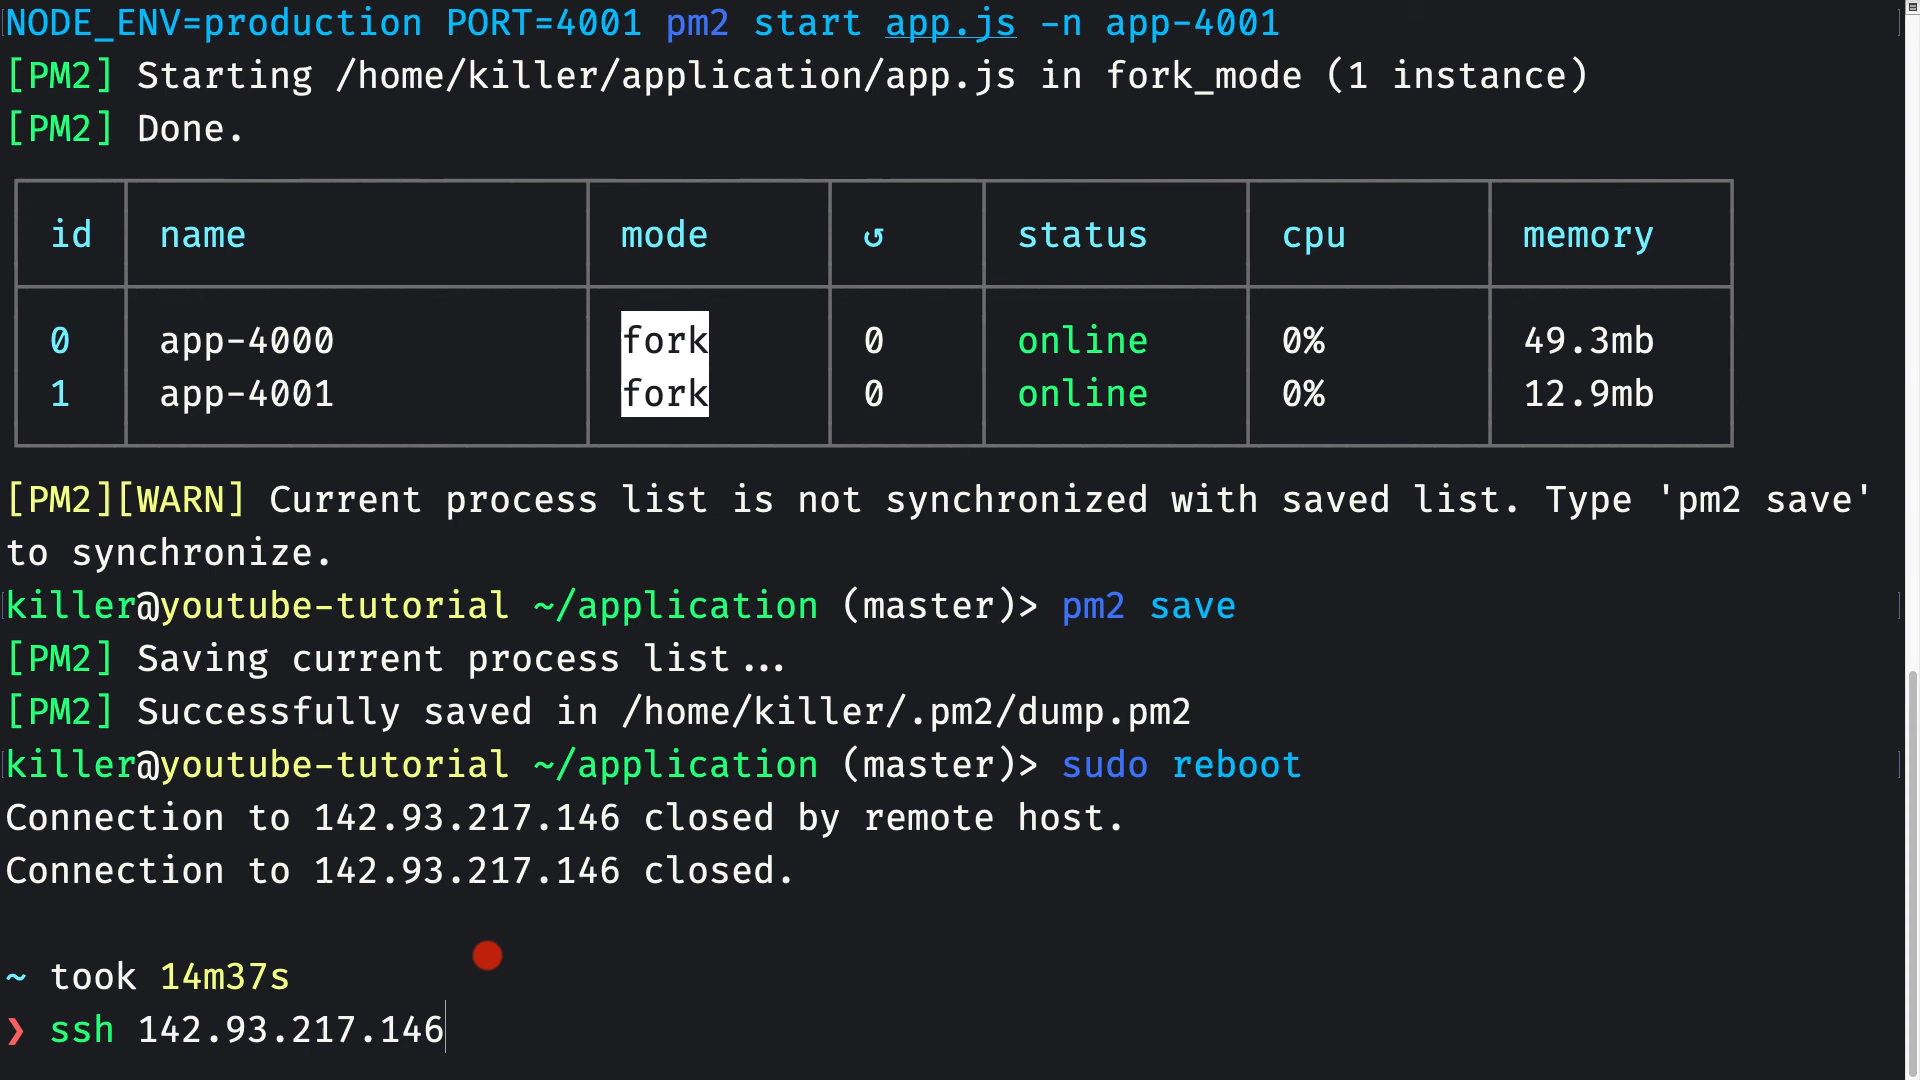 NODE_ENV=production PORT=4001 pm2 start app.js -n app-4001
[PM2] Starting /home/killer/application/app.js in fork_mode (1 instance)
[PM2] Done.
id name mode ↺ status cpu memory
0 app-4000 fork 0 online 0% 49.3mb
1 app-4001 fork 0 online 0% 12.9mb
[PM2][WARN] Current process list is not synchronized with saved list. Type 'pm2 save'
to synchronize.
killer@youtube-tutorial ~/application (master)> pm2 save
[PM2] Saving current process list...
[PM2] Successfully saved in /home/killer/.pm2/dump.pm2
killer@youtube-tutorial ~/application (master)> sudo reboot
Connection to 142.93.217.146 closed by remote host.
Connection to 142.93.217.146 closed.
~ took 14m37s
❯ ssh 142.93.217.146